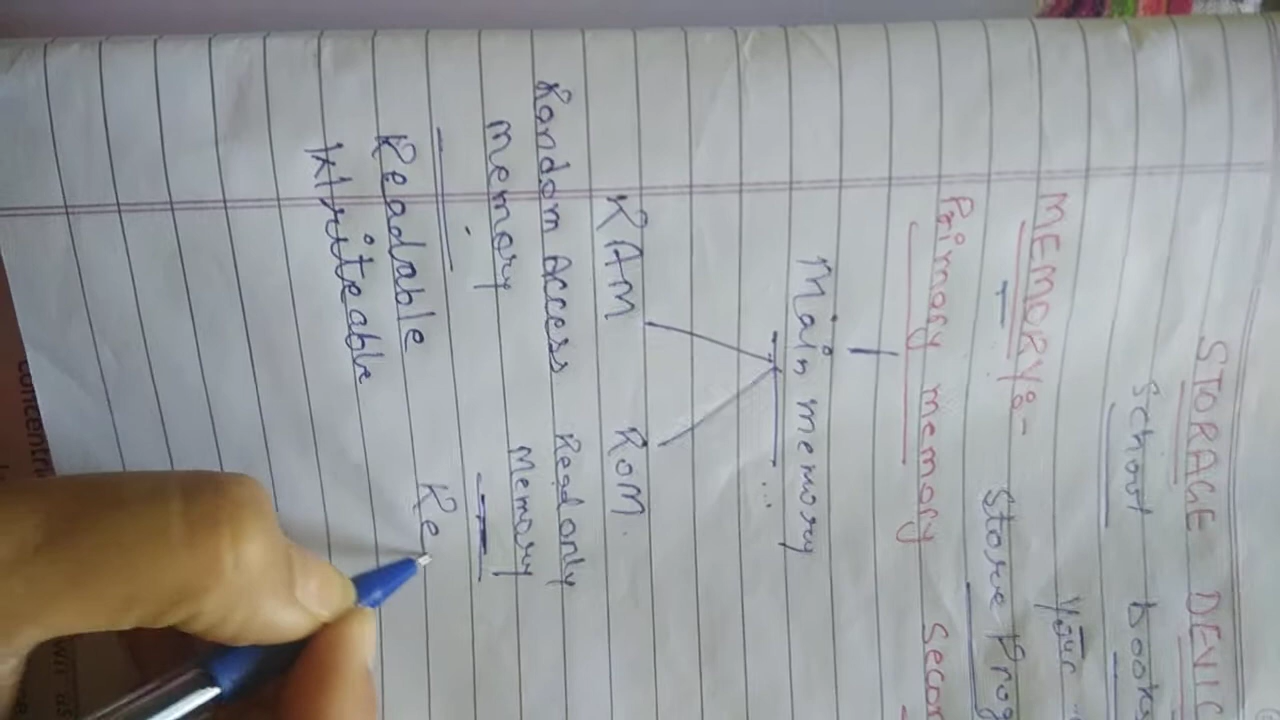 STORAGE DEVIC
School books
MEMORY:- Your
Store Prog
Primary memory Secon
Main memory
RAM ROM.
Random Access Read only
memory Memory
Readable Re
Writeable
concentr